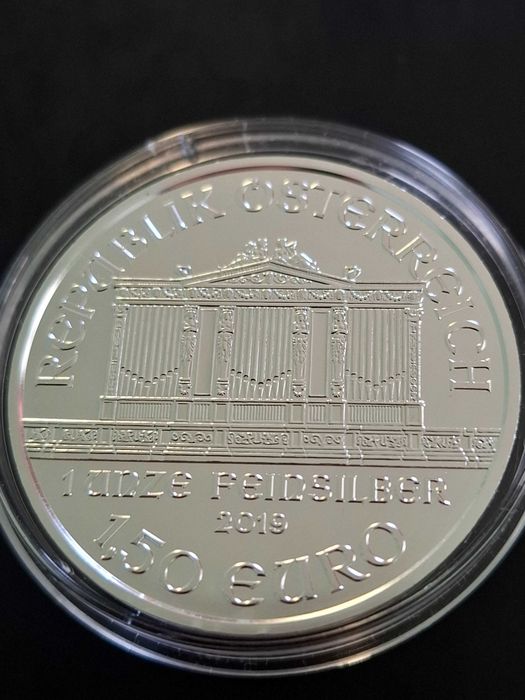 REPUBLIK ÖSTERREICH
1 UNZE FEINSILBER
2019
1,50 EURO